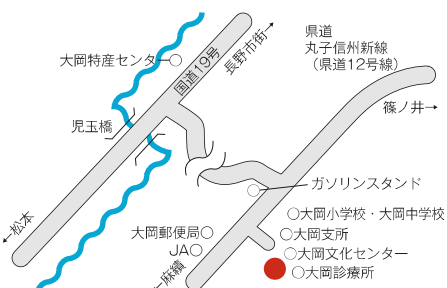 県道
丸子信州新線
（県道12号線）
長野市街→
国道19号
大岡特産センター○
篠ノ井→
児玉橋
ガソリンスタンド
←松本
○大岡小学校・大岡中学校
大岡郵便局○
○大岡支所
JA○
○大岡文化センター
○大岡診療所
←麻績